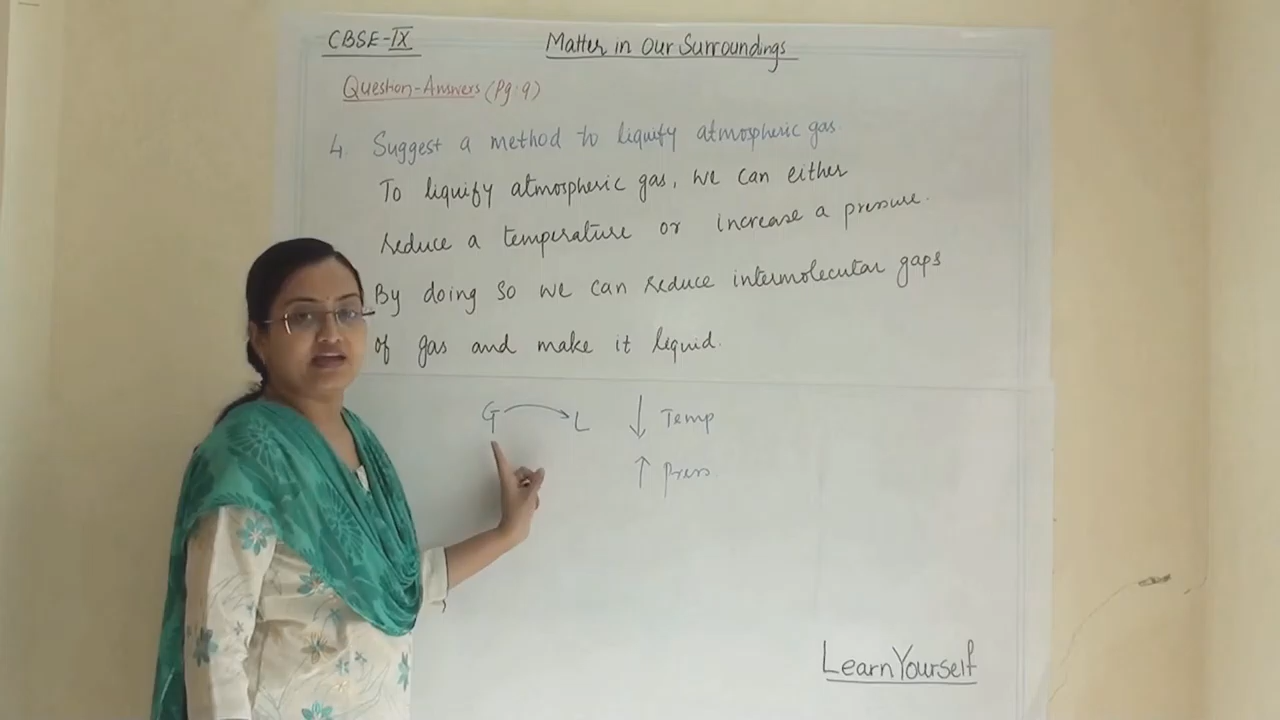 CBSE-IX
Matter in Our Surroundings
Question-Answers (Pg.9)
4. Suggest a method to liquify atmospheric gas.
To liquify atmospheric gas, we can either
reduce a temperature or increase a pressure.
By doing so we can reduce intermolecular gaps
of gas and make it liquid.
G L ↓ Temp
↑ Press.
LearnYourself